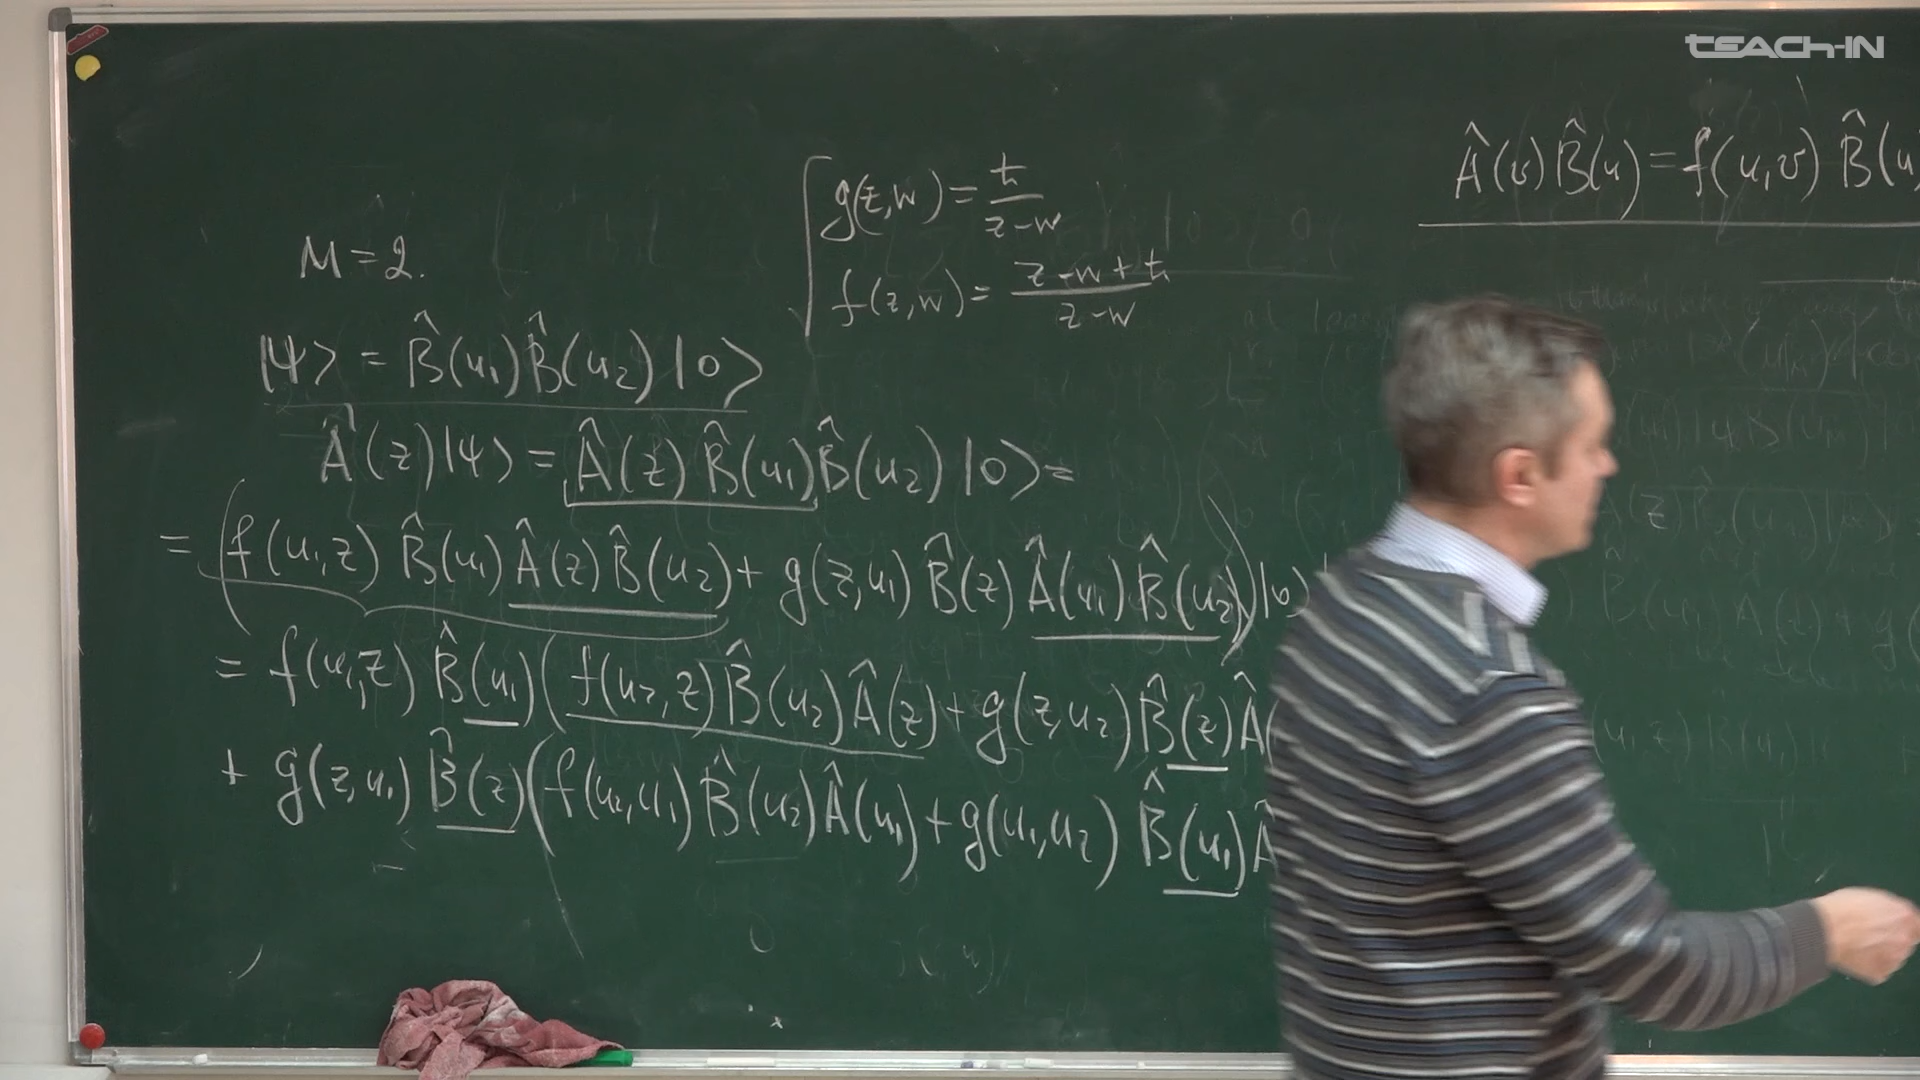 TEACH-IN
Â(v)B̂(u)=f(u,v) B̂(u,
g(z,w)=ħ/(z-w)
M=2.
f(z,w)=(z-w+ħ)/(z-w)
|ψ> = B̂(u₁)B̂(u₂)|0>
Â(z)|ψ> = Â(z)B̂(u₁)B̂(u₂)|0>=
= (f(u₁,z) B̂(u₁)Â(z)B̂(u₂)+ g(z,u₁) B̂(z)Â(u₁)B̂(u₂))|0>
= f(u₁,z) B̂(u₁)(f(u₂,z)B̂(u₂)Â(z)+g(z,u₂)B̂(z)Â(
+ g(z,u₁) B̂(z)(f(u₂,u₁)B̂(u₂)Â(u₁)+g(u₁,u₂) B̂(u₁)Â